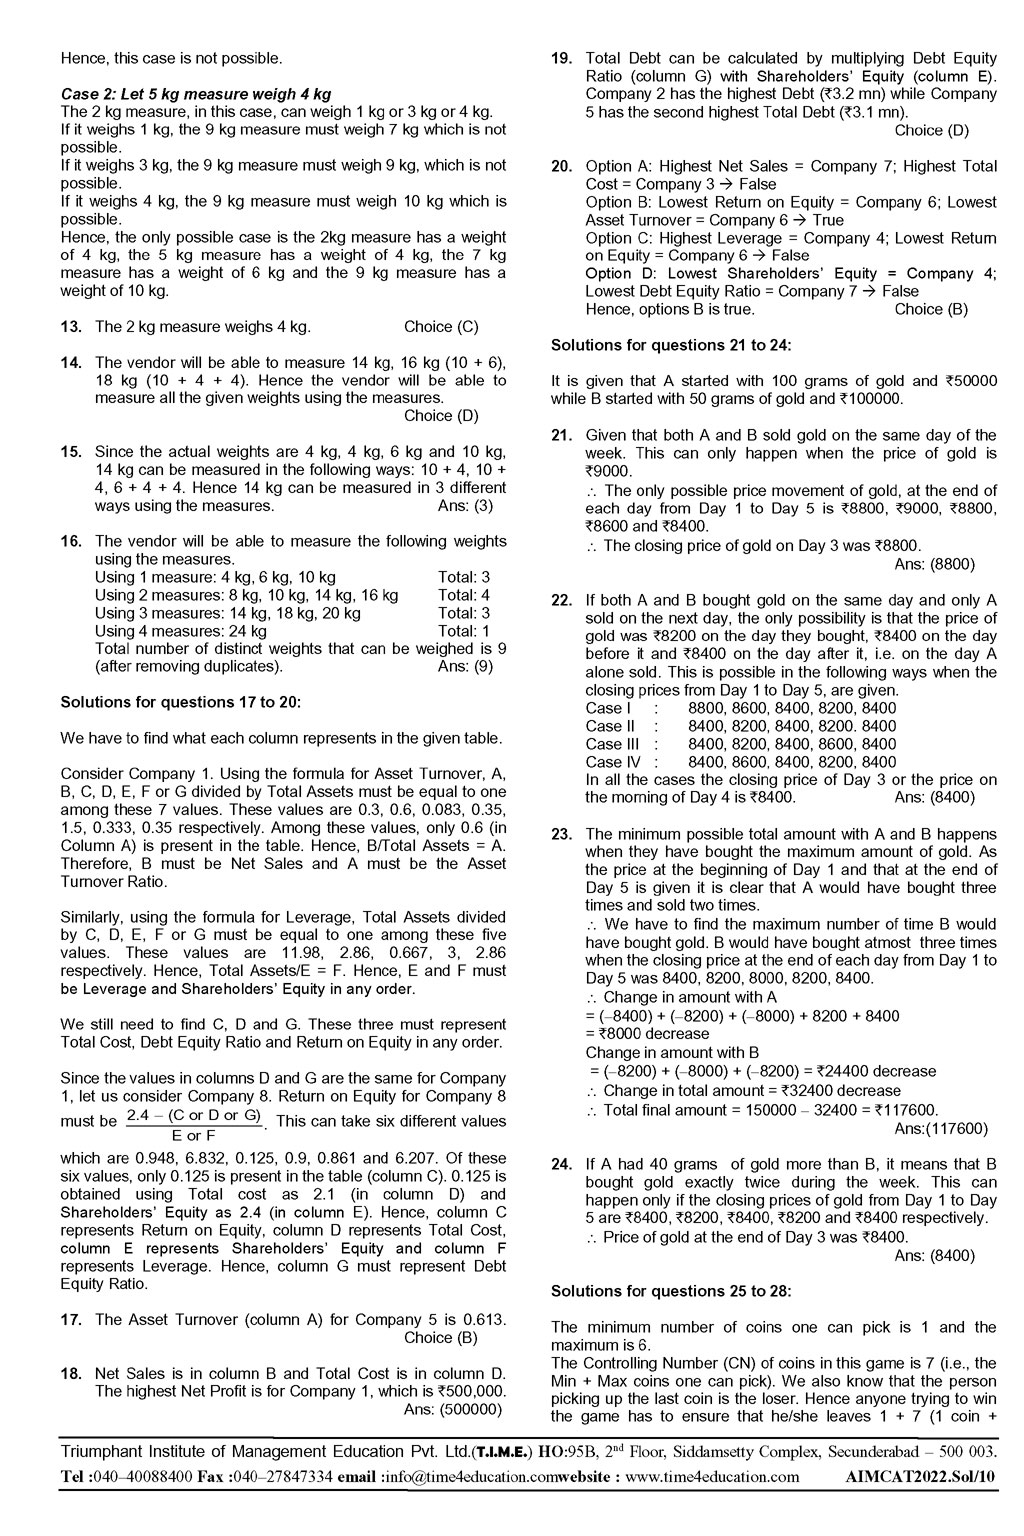 Hence, this case is not possible.
Case 2: Let 5 kg measure weigh 4 kg
The 2 kg measure, in this case, can weigh 1 kg or 3 kg or 4 kg.
If it weighs 1 kg, the 9 kg measure must weigh 7 kg which is not
possible.
If it weighs 3 kg, the 9 kg measure must weigh 9 kg, which is not
possible.
If it weighs 4 kg, the 9 kg measure must weigh 10 kg which is
possible.
Hence, the only possible case is the 2kg measure has a weight
of 4 kg, the 5 kg measure has a weight of 4 kg, the 7 kg
measure has a weight of 6 kg and the 9 kg measure has a
weight of 10 kg.
13. The 2 kg measure weighs 4 kg. Choice (C)
14. The vendor will be able to measure 14 kg, 16 kg (10 + 6),
18 kg (10 + 4 + 4). Hence the vendor will be able to
measure all the given weights using the measures.
Choice (D)
15. Since the actual weights are 4 kg, 4 kg, 6 kg and 10 kg,
14 kg can be measured in the following ways: 10 + 4, 10 +
4, 6 + 4 + 4. Hence 14 kg can be measured in 3 different
ways using the measures. Ans: (3)
16. The vendor will be able to measure the following weights
using the measures.
Using 1 measure: 4 kg, 6 kg, 10 kg Total: 3
Using 2 measures: 8 kg, 10 kg, 14 kg, 16 kg Total: 4
Using 3 measures: 14 kg, 18 kg, 20 kg Total: 3
Using 4 measures: 24 kg Total: 1
Total number of distinct weights that can be weighed is 9
(after removing duplicates). Ans: (9)
Solutions for questions 17 to 20:
We have to find what each column represents in the given table.
Consider Company 1. Using the formula for Asset Turnover, A,
B, C, D, E, F or G divided by Total Assets must be equal to one
among these 7 values. These values are 0.3, 0.6, 0.083, 0.35,
1.5, 0.333, 0.35 respectively. Among these values, only 0.6 (in
Column A) is present in the table. Hence, B/Total Assets = A.
Therefore, B must be Net Sales and A must be the Asset
Turnover Ratio.
Similarly, using the formula for Leverage, Total Assets divided
by C, D, E, F or G must be equal to one among these five
values. These values are 11.98, 2.86, 0.667, 3, 2.86
respectively. Hence, Total Assets/E = F. Hence, E and F must
be Leverage and Shareholders' Equity in any order.
We still need to find C, D and G. These three must represent
Total Cost, Debt Equity Ratio and Return on Equity in any order.
Since the values in columns D and G are the same for Company
1, let us consider Company 8. Return on Equity for Company 8
must be 2.4 – (C or D or G) / E or F. This can take six different values
which are 0.948, 6.832, 0.125, 0.9, 0.861 and 6.207. Of these
six values, only 0.125 is present in the table (column C). 0.125 is
obtained using Total cost as 2.1 (in column D) and
Shareholders' Equity as 2.4 (in column E). Hence, column C
represents Return on Equity, column D represents Total Cost,
column E represents Shareholders' Equity and column F
represents Leverage. Hence, column G must represent Debt
Equity Ratio.
17. The Asset Turnover (column A) for Company 5 is 0.613.
Choice (B)
18. Net Sales is in column B and Total Cost is in column D.
The highest Net Profit is for Company 1, which is ₹500,000.
Ans: (500000)
19. Total Debt can be calculated by multiplying Debt Equity
Ratio (column G) with Shareholders' Equity (column E).
Company 2 has the highest Debt (₹3.2 mn) while Company
5 has the second highest Total Debt (₹3.1 mn).
Choice (D)
20. Option A: Highest Net Sales = Company 7; Highest Total
Cost = Company 3 → False
Option B: Lowest Return on Equity = Company 6; Lowest
Asset Turnover = Company 6 → True
Option C: Highest Leverage = Company 4; Lowest Return
on Equity = Company 6 → False
Option D: Lowest Shareholders' Equity = Company 4;
Lowest Debt Equity Ratio = Company 7 → False
Hence, options B is true. Choice (B)
Solutions for questions 21 to 24:
It is given that A started with 100 grams of gold and ₹50000
while B started with 50 grams of gold and ₹100000.
21. Given that both A and B sold gold on the same day of the
week. This can only happen when the price of gold is
₹9000.
∴ The only possible price movement of gold, at the end of
each day from Day 1 to Day 5 is ₹8800, ₹9000, ₹8800,
₹8600 and ₹8400.
∴ The closing price of gold on Day 3 was ₹8800.
Ans: (8800)
22. If both A and B bought gold on the same day and only A
sold on the next day, the only possibility is that the price of
gold was ₹8200 on the day they bought, ₹8400 on the day
before it and ₹8400 on the day after it, i.e. on the day A
alone sold. This is possible in the following ways when the
closing prices from Day 1 to Day 5, are given.
Case I : 8800, 8600, 8400, 8200, 8400
Case II : 8400, 8200, 8400, 8200. 8400
Case III : 8400, 8200, 8400, 8600, 8400
Case IV : 8400, 8600, 8400, 8200, 8400
In all the cases the closing price of Day 3 or the price on
the morning of Day 4 is ₹8400. Ans: (8400)
23. The minimum possible total amount with A and B happens
when they have bought the maximum amount of gold. As
the price at the beginning of Day 1 and that at the end of
Day 5 is given it is clear that A would have bought three
times and sold two times.
∴ We have to find the maximum number of time B would
have bought gold. B would have bought atmost three times
when the closing price at the end of each day from Day 1 to
Day 5 was 8400, 8200, 8000, 8200, 8400.
∴ Change in amount with A
= (–8400) + (–8200) + (–8000) + 8200 + 8400
= ₹8000 decrease
Change in amount with B
= (–8200) + (–8000) + (–8200) = ₹24400 decrease
∴ Change in total amount = ₹32400 decrease
∴ Total final amount = 150000 – 32400 = ₹117600.
Ans:(117600)
24. If A had 40 grams of gold more than B, it means that B
bought gold exactly twice during the week. This can
happen only if the closing prices of gold from Day 1 to Day
5 are ₹8400, ₹8200, ₹8400, ₹8200 and ₹8400 respectively.
∴ Price of gold at the end of Day 3 was ₹8400.
Ans: (8400)
Solutions for questions 25 to 28:
The minimum number of coins one can pick is 1 and the
maximum is 6.
The Controlling Number (CN) of coins in this game is 7 (i.e., the
Min + Max coins one can pick). We also know that the person
picking up the last coin is the loser. Hence anyone trying to win
the game has to ensure that he/she leaves 1 + 7 (1 coin +
Triumphant Institute of Management Education Pvt. Ltd.(T.I.M.E.) HO:95B, 2nd Floor, Siddamsetty Complex, Secunderabad – 500 003.
Tel :040–40088400 Fax :040–27847334 email :info@time4education.comwebsite : www.time4education.com AIMCAT2022.Sol/10